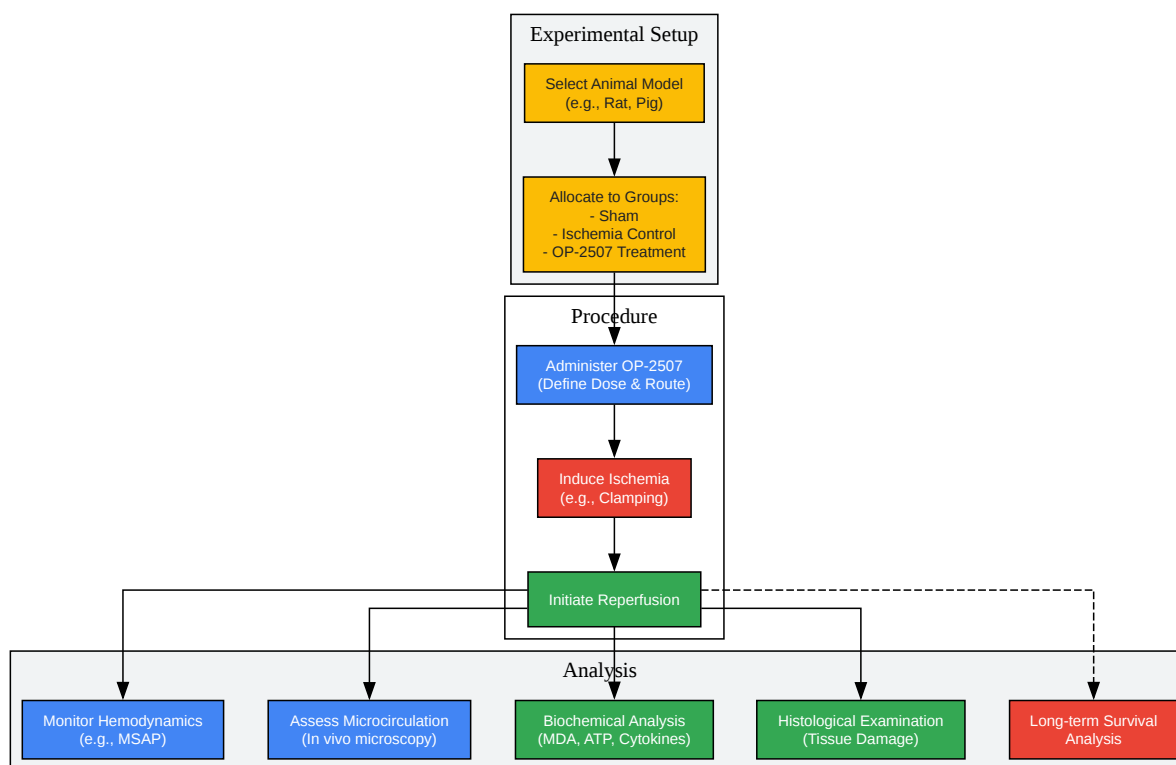 Experimental Setup
Select Animal Model
(e.g., Rat, Pig)
Allocate to Groups:
- Sham
- Ischemia Control
- OP-2507 Treatment
Procedure
Administer OP-2507
(Define Dose & Route)
Induce Ischemia
(e.g., Clamping)
Initiate Reperfusion
Analysis
Monitor Hemodynamics
(e.g., MSAP)
Assess Microcirculation
(In vivo microscopy)
Biochemical Analysis
(MDA, ATP, Cytokines)
Histological Examination
(Tissue Damage)
Long-term Survival
Analysis